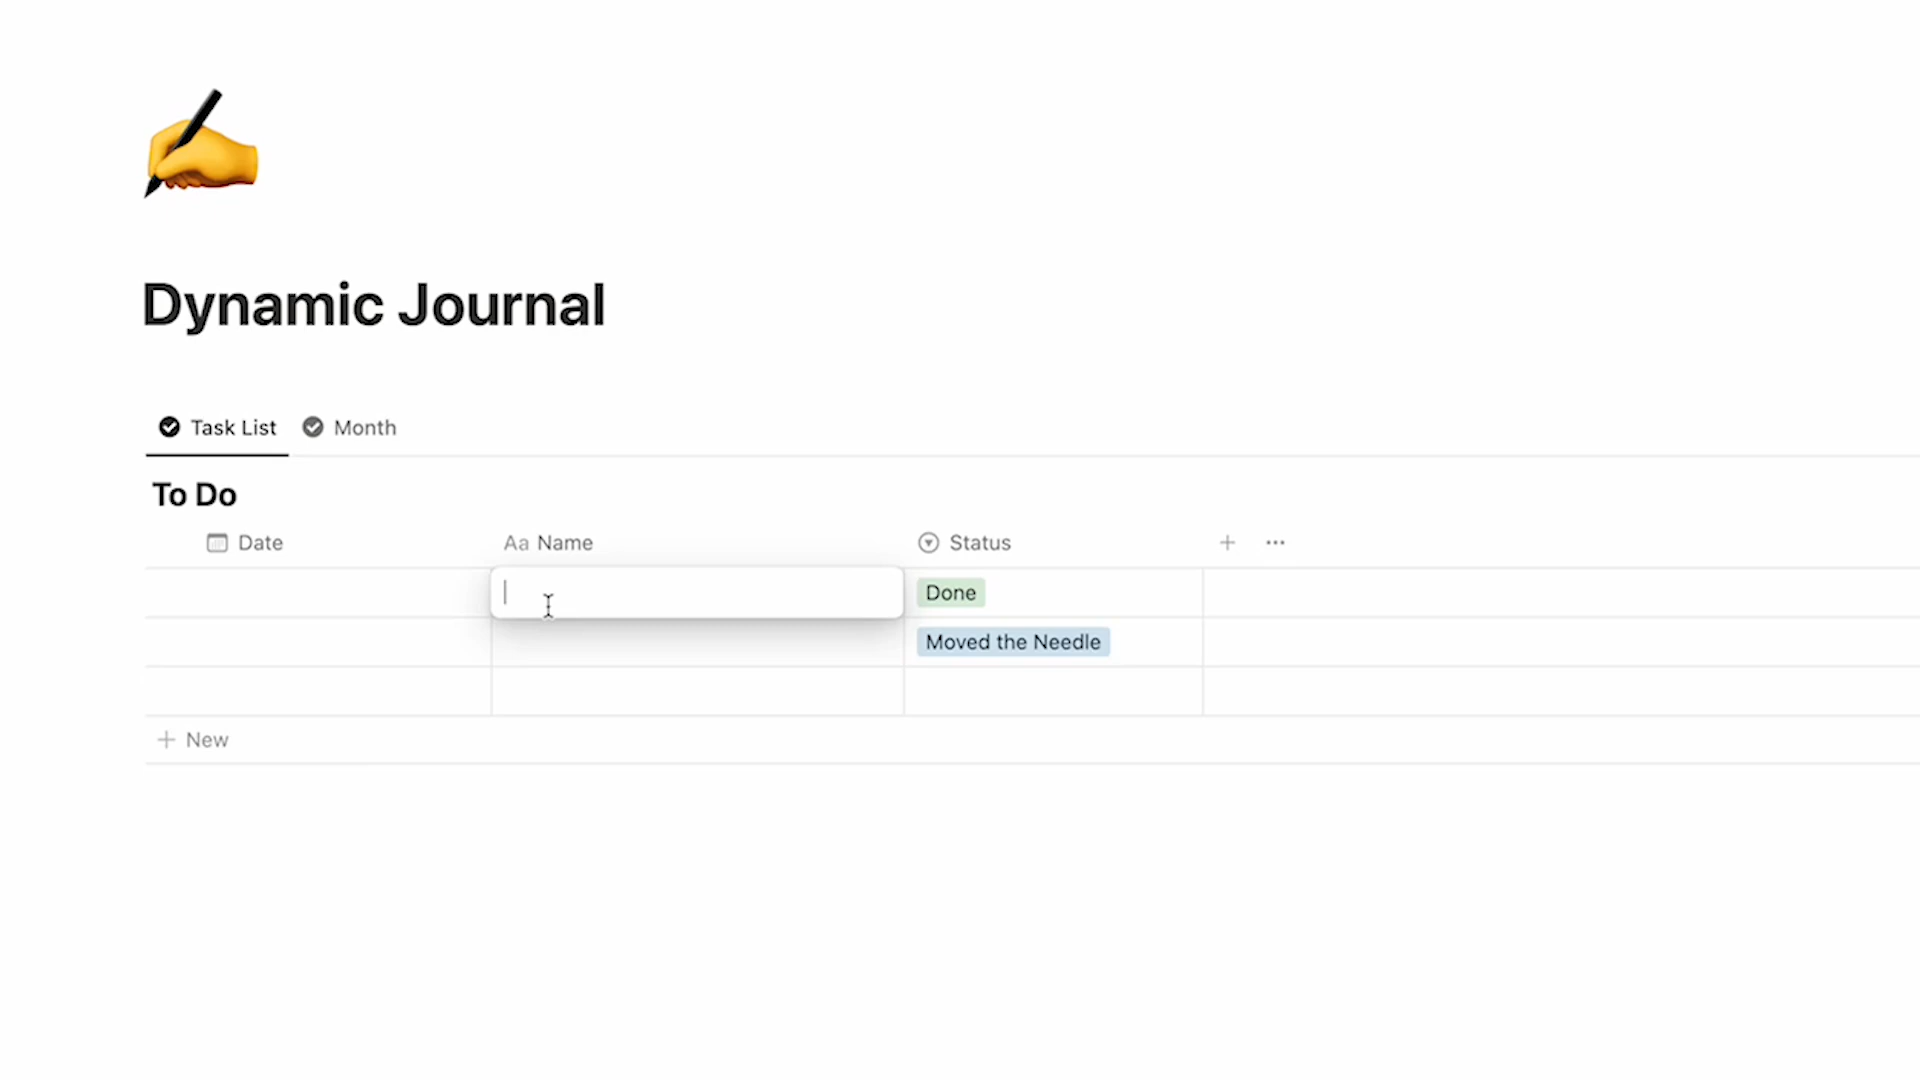 Dynamic Journal
Task List Month
To Do
Date Aa Name Status
Done
Moved the Needle
+ New